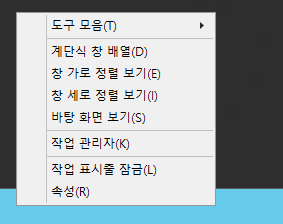 도구 모음(T)
계단식 창 배열(D)
창 가로 정렬 보기(E)
창 세로 정렬 보기(I)
바탕 화면 보기(S)
작업 관리자(K)
작업 표시줄 잠금(L)
속성(R)